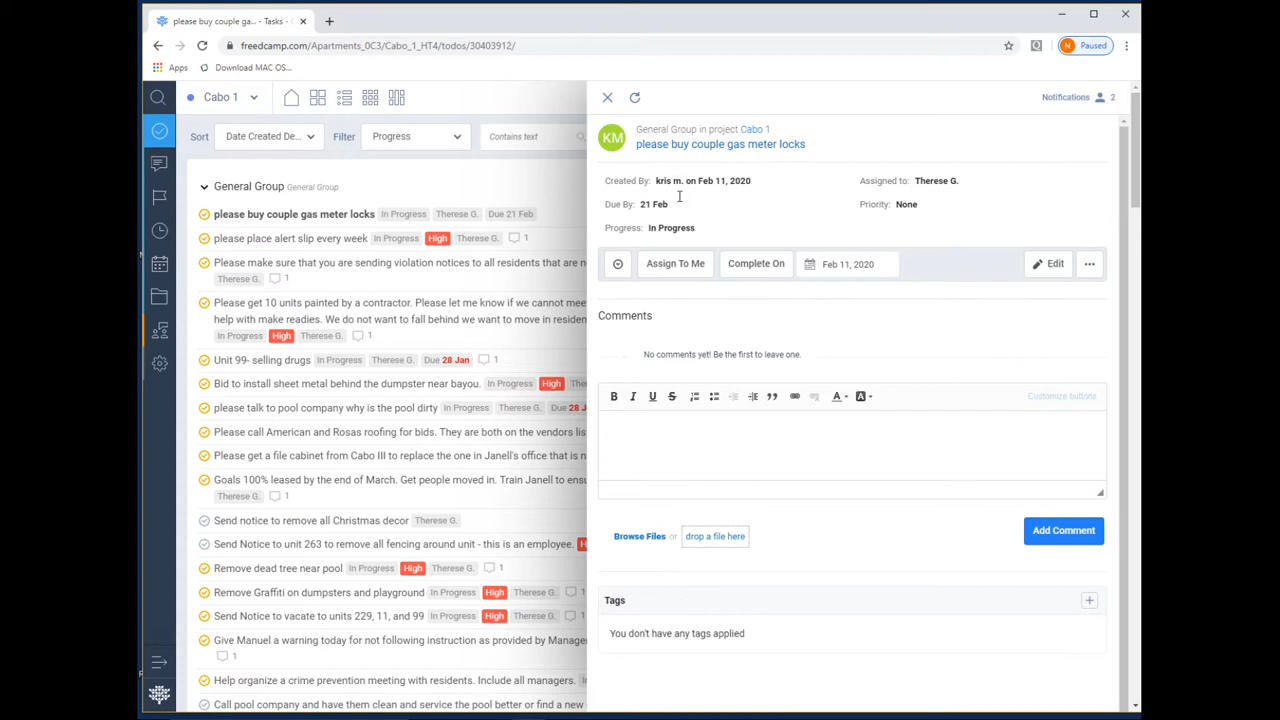 please buy couple ga... - Tasks -
freedcamp.com/Apartments_0C3/Cabo_1_HT4/todos/30403912/
N Paused
Apps Download MAC OS...
Cabo 1
Notifications 2
Sort Date Created De... Filter Progress Contains text
KM General Group in project Cabo 1
please buy couple gas meter locks
General Group General Group
Created By: kris m. on Feb 11, 2020 Assigned to: Therese G.
Due By: 21 Feb Priority: None
Progress: In Progress
please buy couple gas meter locks In Progress Therese G. Due 21 Feb
please place alert slip every week In Progress High Therese G. 1
Please make sure that you are sending violation notices to all residents that are
Therese G. 1
Please get 10 units painted by a contractor. Please let me know if we cannot
help with make readies. We do not want to fall behind we want to move in
In Progress High Therese G. 1
Unit 99- selling drugs In Progress Therese G. Due 28 Jan 1
Bid to install sheet metal behind the dumpster near bayou. In Progress High
please talk to pool company why is the pool dirty In Progress Therese G. Due 28
Please call American and Rosas roofing for bids. They are both on the vendors
Please get a file cabinet from Cabo III to replace the one in Janell's office that is
Goals 100% leased by the end of March. Get people moved in. Train Janell to
Therese G. 1
Send notice to remove all Christmas decor Therese G.
Send Notice to unit 263 to remove all fencing around unit - this is an employee.
Remove dead tree near pool In Progress High Therese G. 1
Remove Graffiti on dumpsters and playground In Progress High Therese G. 1
Send Notice to vacate to units 229, 11, and 99 In Progress High Therese G. 1
Give Manuel a warning today for not following instruction as provided by
1
Help organize a crime prevention meeting with residents. Include all managers.
Call pool company and have them clean and service the pool better or find a new
Assign To Me Complete On Feb 11, 2020 Edit
Comments
No comments yet! Be the first to leave one.
B I U S A A Customize buttons
Browse Files or drop a file here Add Comment
Tags
You don't have any tags applied